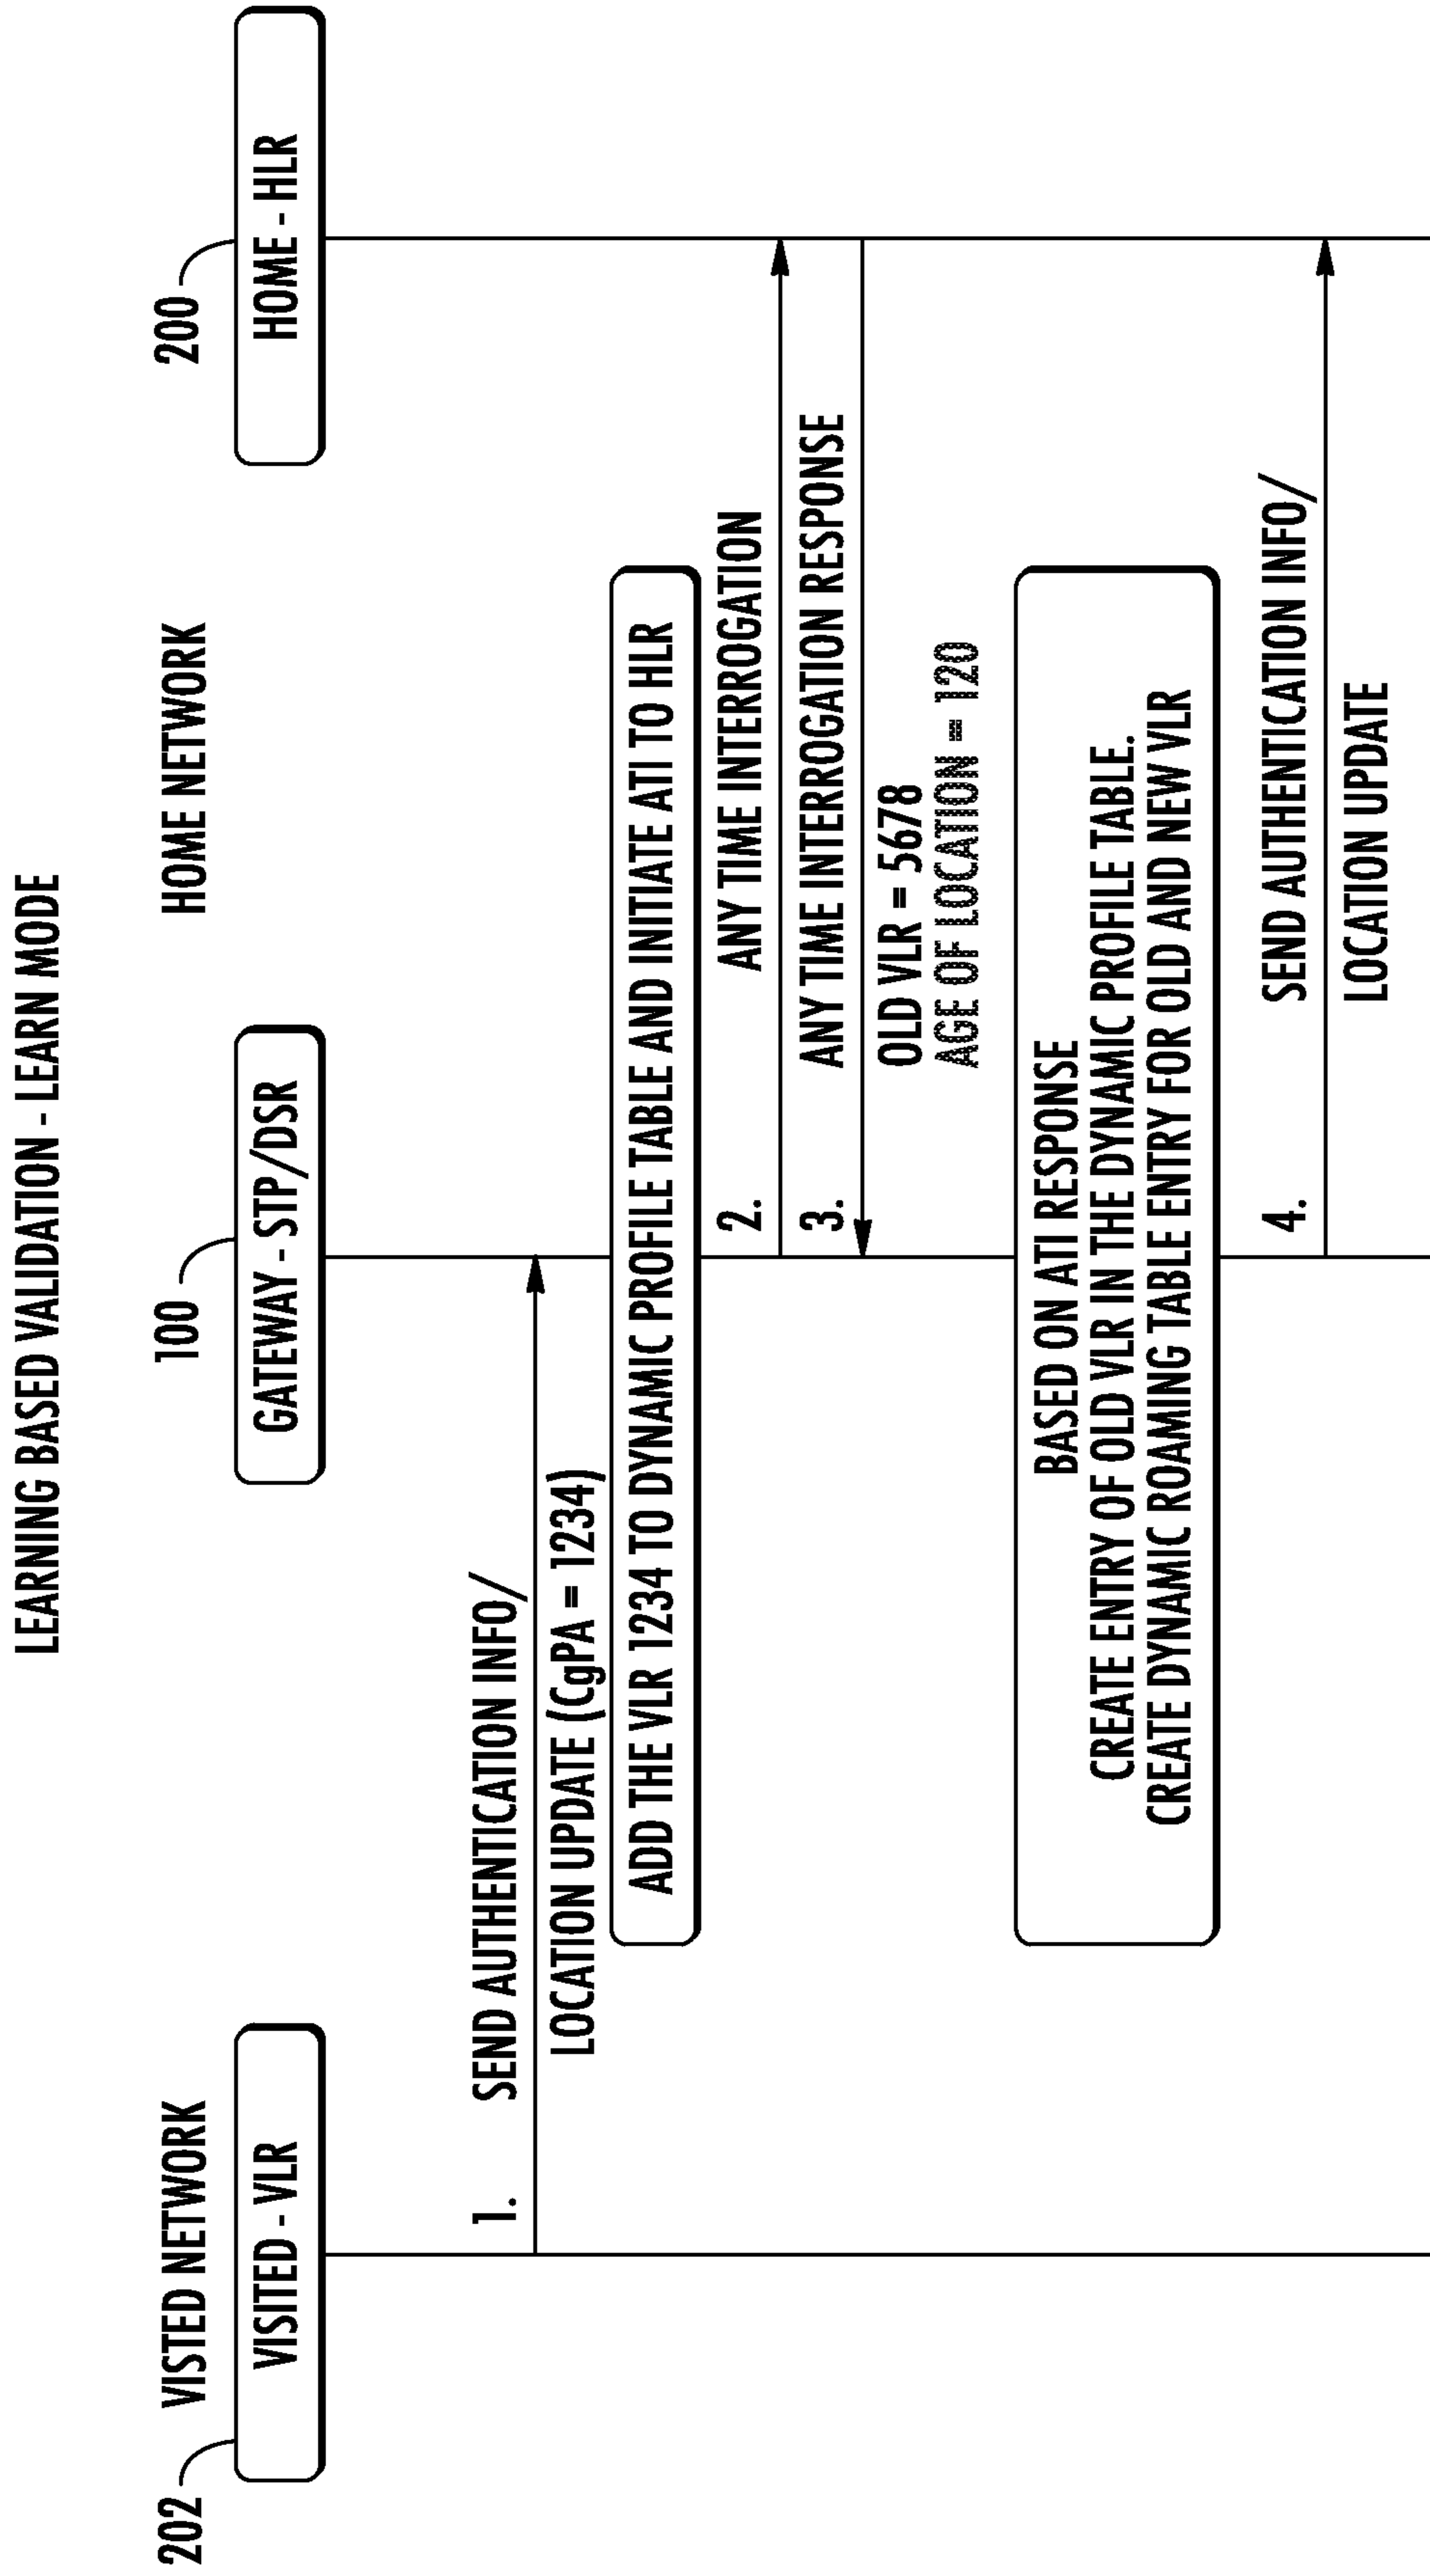 LEARNING BASED VALIDATION - LEARN MODE
VISTED NETWORK
HOME NETWORK
202
100
200
VISITED - VLR
GATEWAY - STP/DSR
HOME - HLR
1. SEND AUTHENTICATION INFO/
LOCATION UPDATE (CgPA = 1234)
ADD THE VLR 1234 TO DYNAMIC PROFILE TABLE AND INITIATE ATI TO HLR
2. ANY TIME INTERROGATION
3. ANY TIME INTERROGATION RESPONSE
OLD VLR = 5678
AGE OF LOCATION = 120
BASED ON ATI RESPONSE
CREATE ENTRY OF OLD VLR IN THE DYNAMIC PROFILE TABLE.
CREATE DYNAMIC ROAMING TABLE ENTRY FOR OLD AND NEW VLR
4. SEND AUTHENTICATION INFO/
LOCATION UPDATE